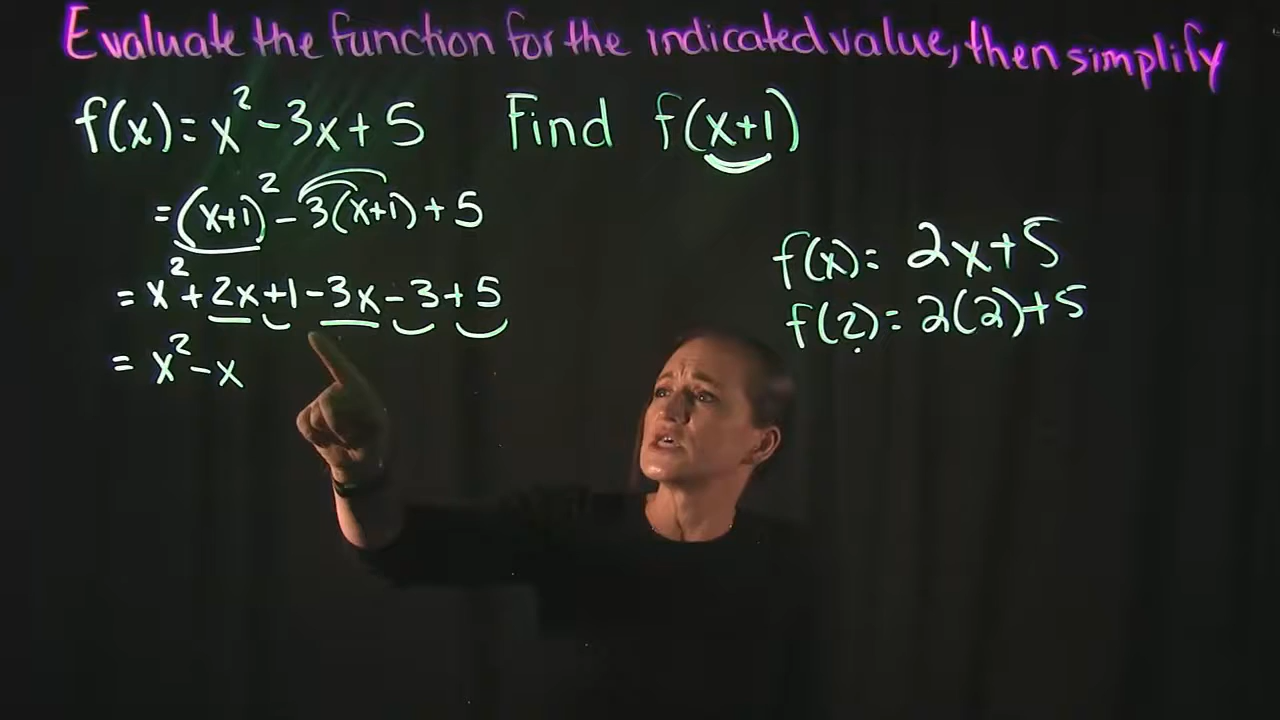 Evaluate the function for the indicated value, then simplify
f(x) = x² - 3x + 5 Find f(x+1)
= (x+1)² - 3(x+1) + 5
= x² + 2x + 1 - 3x - 3 + 5
= x² - x
f(x) = 2x + 5
f(2) = 2(2) + 5